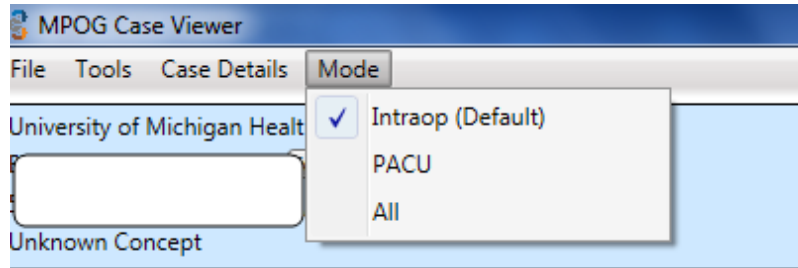 MPOG Case Viewer
File Tools Case Details Mode
Intraop (Default)
PACU
All
University of Michigan Healt
Unknown Concept